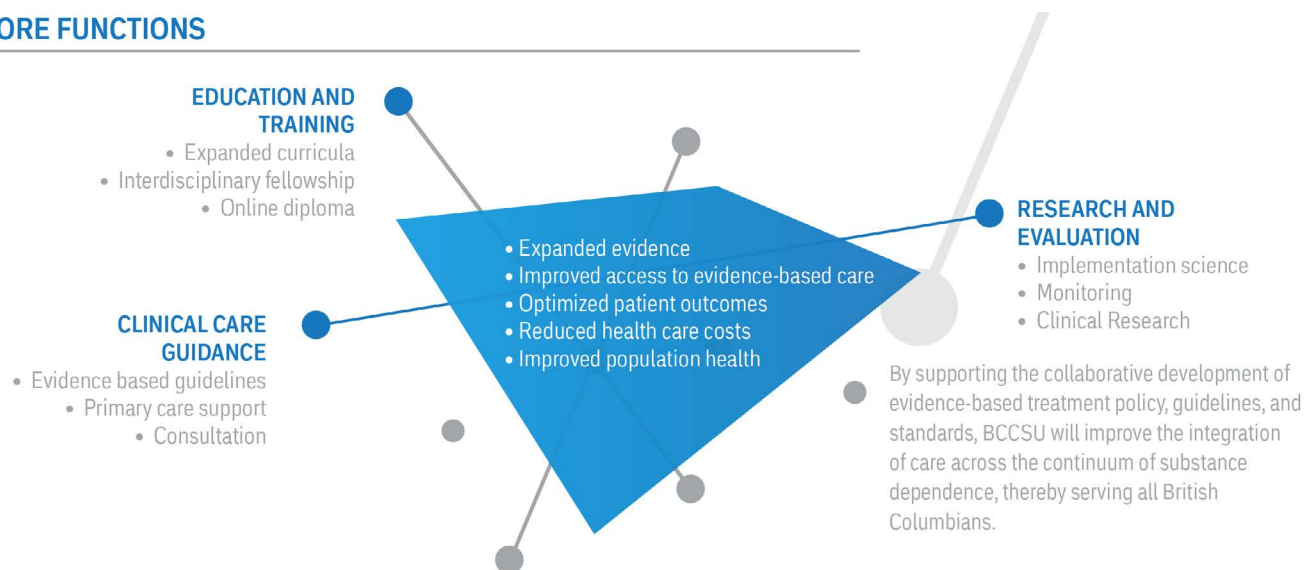 ORE FUNCTIONS
EDUCATION AND
TRAINING
• Expanded curricula
• Interdisciplinary fellowship
• Online diploma
CLINICAL CARE
GUIDANCE
• Evidence based guidelines
• Primary care support
• Consultation
• Expanded evidence
• Improved access to evidence-based care
• Optimized patient outcomes
• Reduced health care costs
• Improved population health
RESEARCH AND
EVALUATION
• Implementation science
• Monitoring
• Clinical Research
By supporting the collaborative development of
evidence-based treatment policy, guidelines, and
standards, BCCSU will improve the integration
of care across the continuum of substance
dependence, thereby serving all British
Columbians.